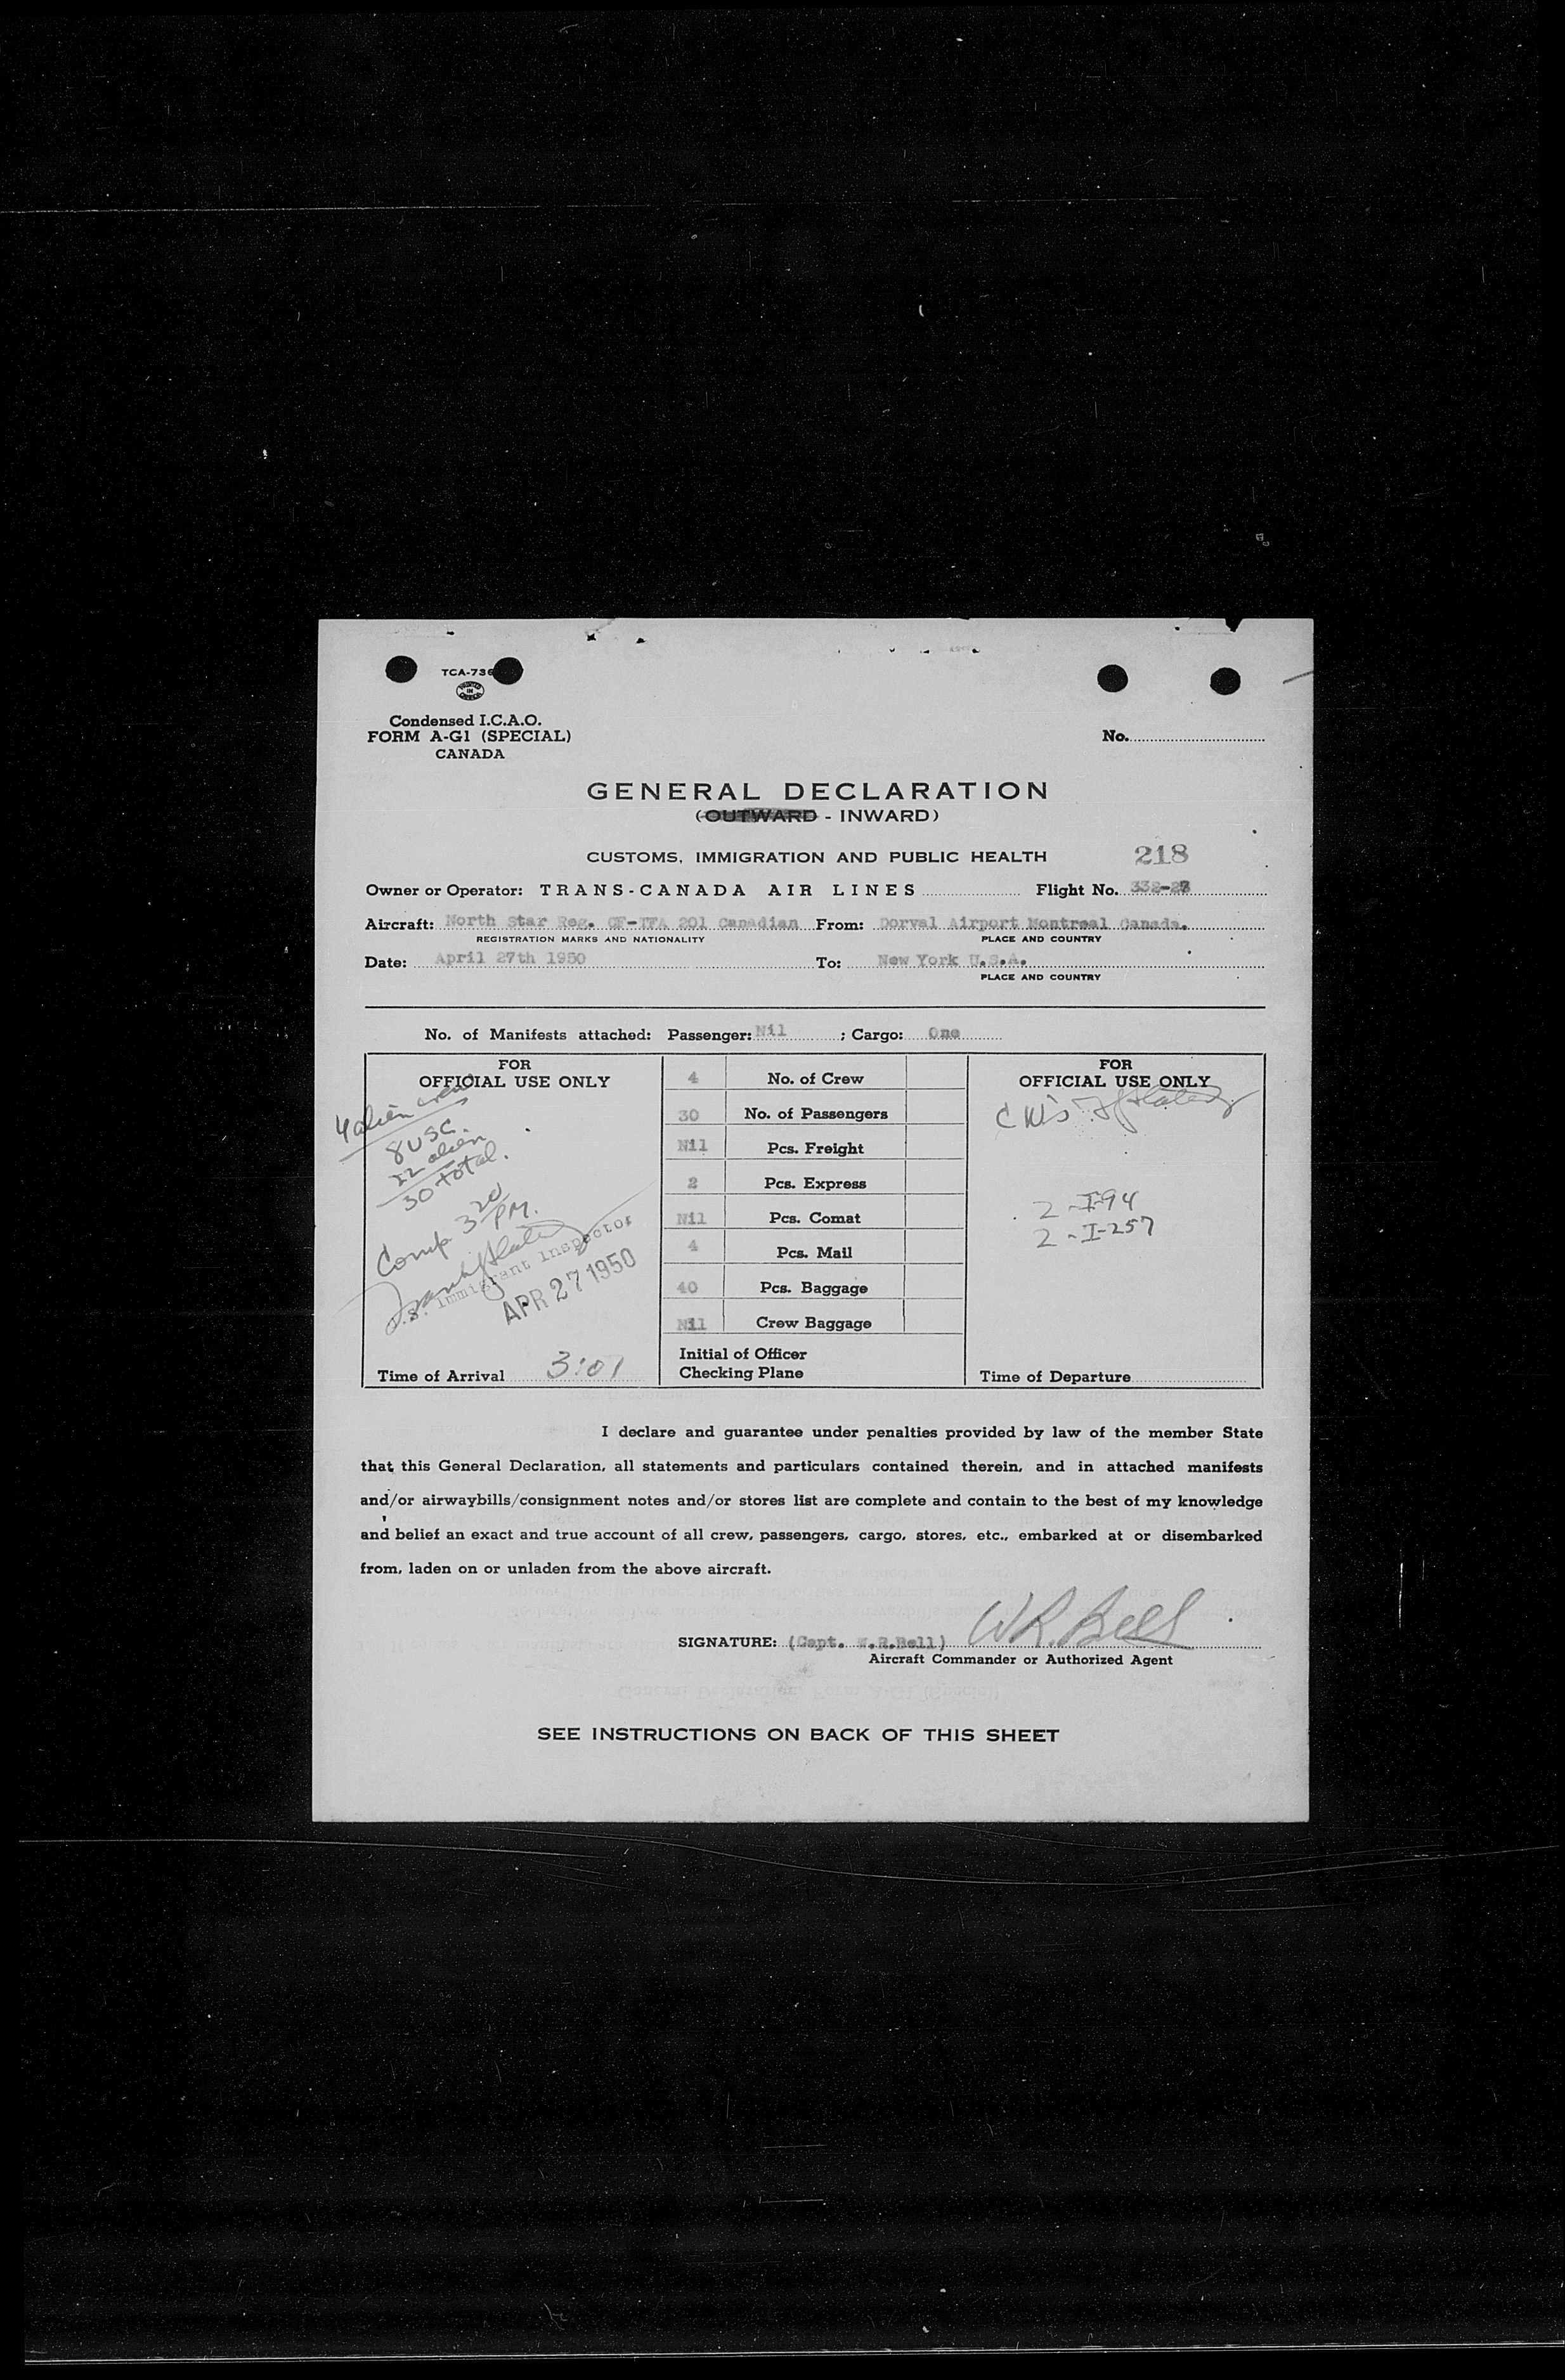 TCA-736
Condensed I.C.A.O.
FORM A-G1 (SPECIAL)
CANADA
No.
GENERAL DECLARATION
(OUTWARD - INWARD)
CUSTOMS, IMMIGRATION AND PUBLIC HEALTH
218
Owner or Operator: TRANS-CANADA AIR LINES Flight No. 332-27
Aircraft: North Star Reg. CF-TFA 201 Canadian From: Dorval Airport Montreal Canada.
REGISTRATION MARKS AND NATIONALITY PLACE AND COUNTRY
Date: April 27th 1950 To: New York U.S.A.
PLACE AND COUNTRY
No. of Manifests attached: Passenger: Nil ; Cargo: One
FOR
OFFICIAL USE ONLY
4 alien crew
8 USC.
22 alien
30 total.
Comp 3 20 PM.
U.S. Immigrant Inspector
APR 27 1950
Time of Arrival 3:01
4 No. of Crew
30 No. of Passengers
Nil Pcs. Freight
2 Pcs. Express
Nil Pcs. Comat
4 Pcs. Mail
40 Pcs. Baggage
Nil Crew Baggage
Initial of Officer
Checking Plane
FOR
OFFICIAL USE ONLY
2 - I-94
2 - I-257
Time of Departure
I declare and guarantee under penalties provided by law of the member State
that this General Declaration, all statements and particulars contained therein, and in attached manifests
and/or airwaybills/consignment notes and/or stores list are complete and contain to the best of my knowledge
and belief an exact and true account of all crew, passengers, cargo, stores, etc., embarked at or disembarked
from, laden on or unladen from the above aircraft.
SIGNATURE: (Capt. W.R.Bell) W.R. Bell
Aircraft Commander or Authorized Agent
SEE INSTRUCTIONS ON BACK OF THIS SHEET